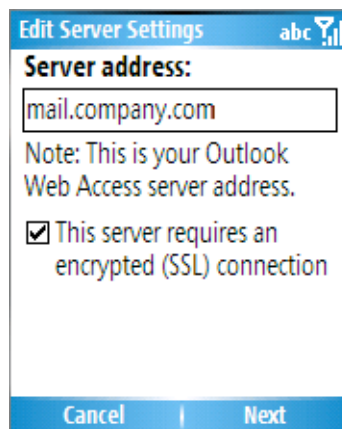 Edit Server Settings abc
Server address:
mail.company.com
Note: This is your Outlook
Web Access server address.
This server requires an
encrypted (SSL) connection
Cancel Next